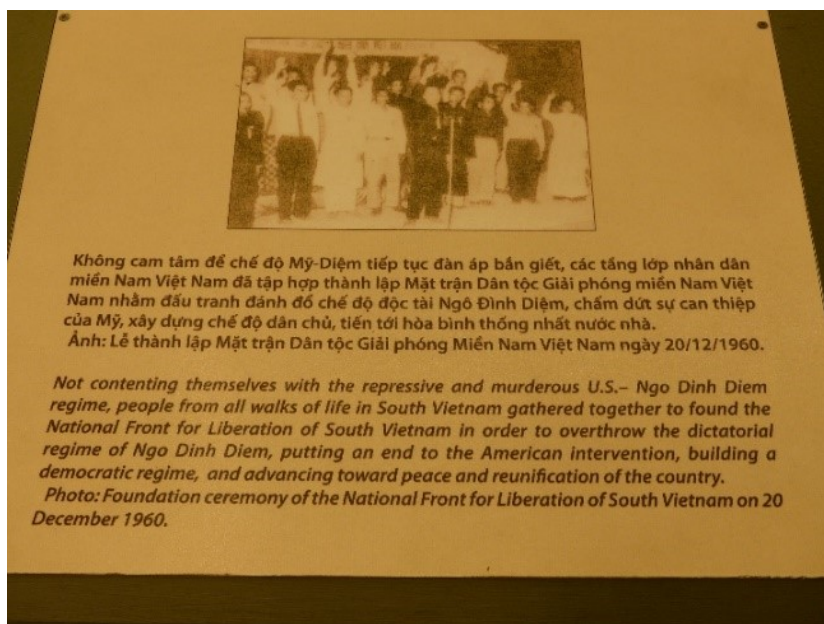 Không cam tâm để chế độ Mỹ-Diệm tiếp tục đàn áp bắn giết, các tầng lớp nhân dân
miền Nam Việt Nam đã tập hợp thành lập Mặt trận Dân tộc Giải phóng miền Nam Việt
Nam nhằm đấu tranh đánh đổ chế độ độc tài Ngô Đình Diệm, chấm dứt sự can thiệp
của Mỹ, xây dựng chế độ dân chủ, tiến tới hòa bình thống nhất nước nhà.
Ảnh: Lễ thành lập Mặt trận Dân tộc Giải phóng Miền Nam Việt Nam ngày 20/12/1960.
Not contenting themselves with the repressive and murderous U.S.– Ngo Dinh Diem
regime, people from all walks of life in South Vietnam gathered together to found the
National Front for Liberation of South Vietnam in order to overthrow the dictatorial
regime of Ngo Dinh Diem, putting an end to the American intervention, building a
democratic regime, and advancing toward peace and reunification of the country.
Photo: Foundation ceremony of the National Front for Liberation of South Vietnam on 20
December 1960.